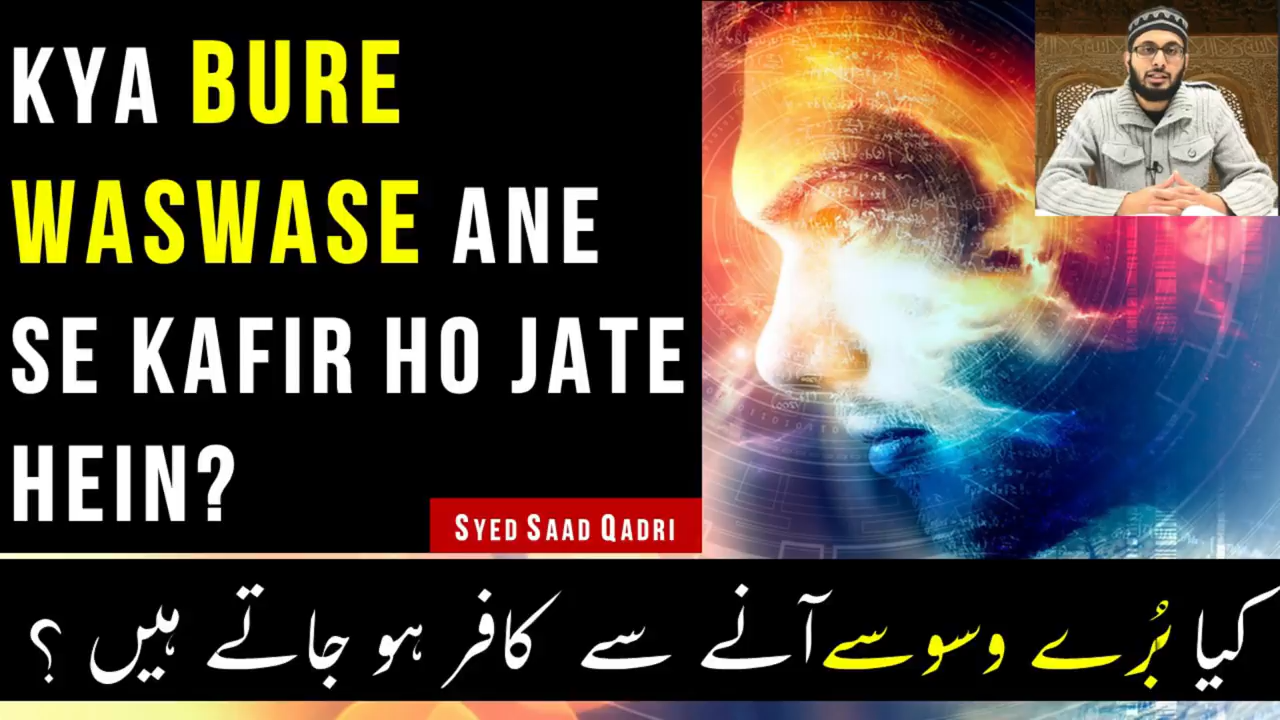 KYA BURE
WASWASE ANE
SE KAFIR HO JATE
HEIN?
SYED SAAD QADRI
کیا بُرے وسوسے آنے سے کافر ہو جاتے ہیں ؟